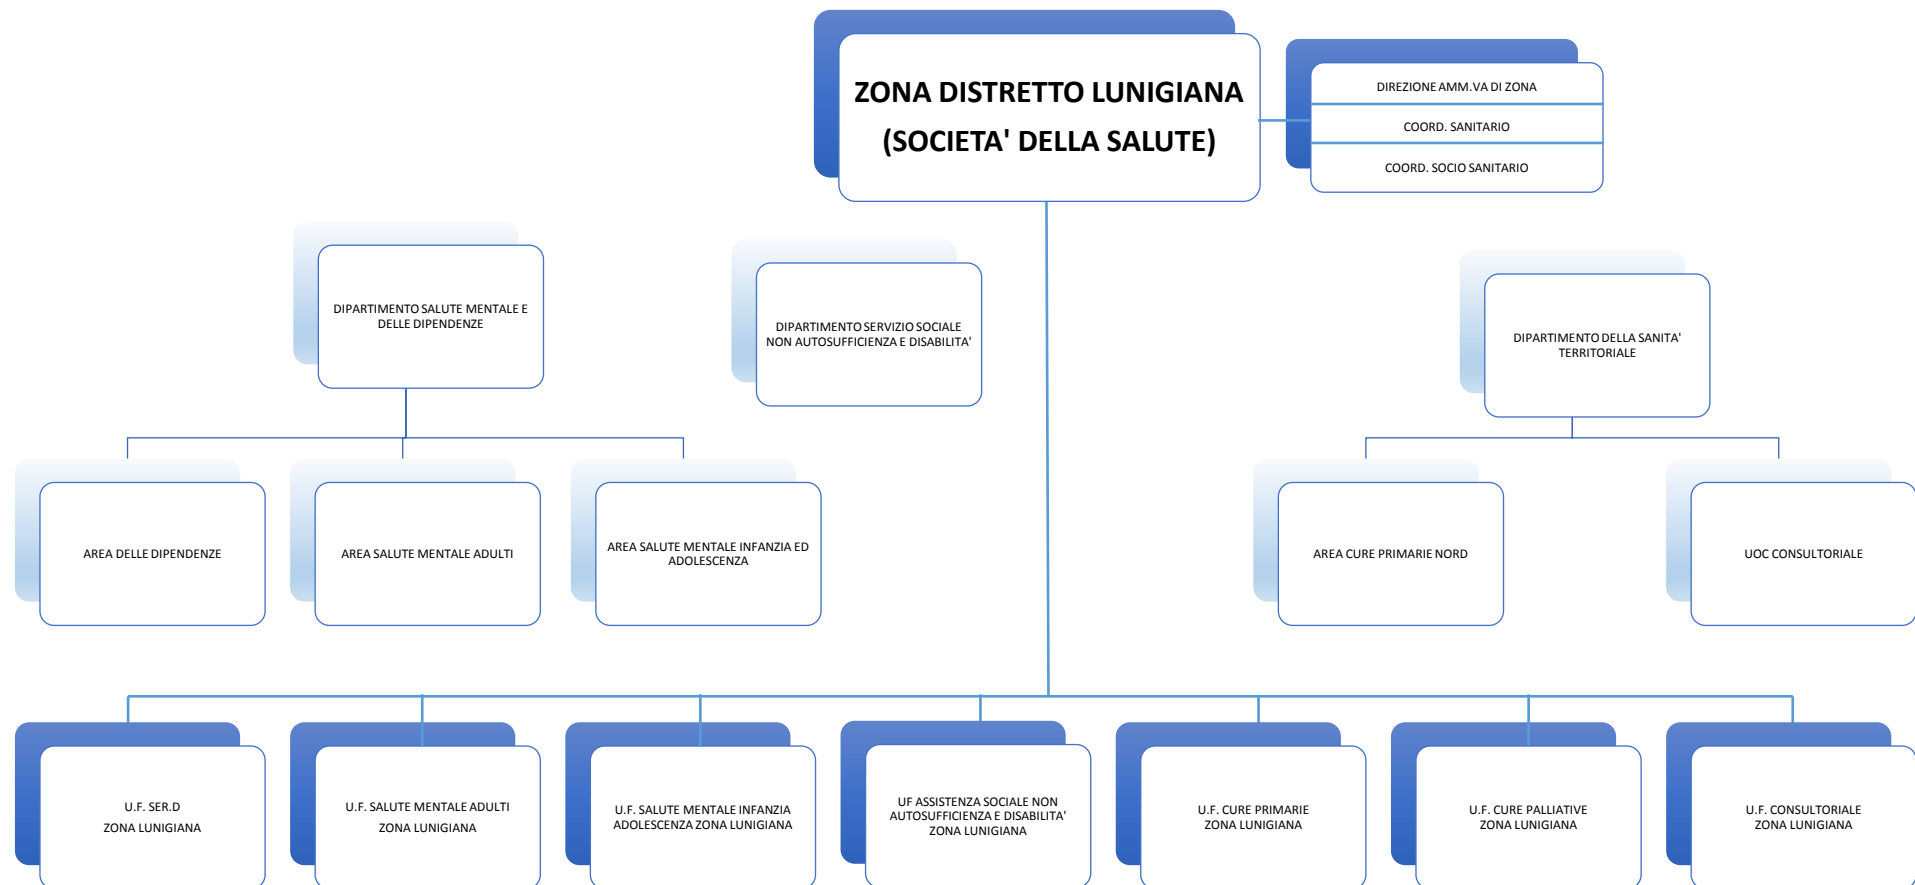 ZONA DISTRETTO LUNIGIANA
(SOCIETA' DELLA SALUTE)
DIREZIONE AMM.VA DI ZONA
COORD. SANITARIO
COORD. SOCIO SANITARIO
DIPARTIMENTO SALUTE MENTALE E
DELLE DIPENDENZE
DIPARTIMENTO SERVIZIO SOCIALE
NON AUTOSUFFICIENZA E DISABILITA'
DIPARTIMENTO DELLA SANITA'
TERRITORIALE
AREA DELLE DIPENDENZE
AREA SALUTE MENTALE ADULTI
AREA SALUTE MENTALE INFANZIA ED
ADOLESCENZA
AREA CURE PRIMARIE NORD
UOC CONSULTORIALE
U.F. SER.D
ZONA LUNIGIANA
U.F. SALUTE MENTALE ADULTI
ZONA LUNIGIANA
U.F. SALUTE MENTALE INFANZIA
ADOLESCENZA ZONA LUNIGIANA
UF ASSISTENZA SOCIALE NON
AUTOSUFFICIENZA E DISABILITA'
ZONA LUNIGIANA
U.F. CURE PRIMARIE
ZONA LUNIGIANA
U.F. CURE PALLIATIVE
ZONA LUNIGIANA
U.F. CONSULTORIALE
ZONA LUNIGIANA